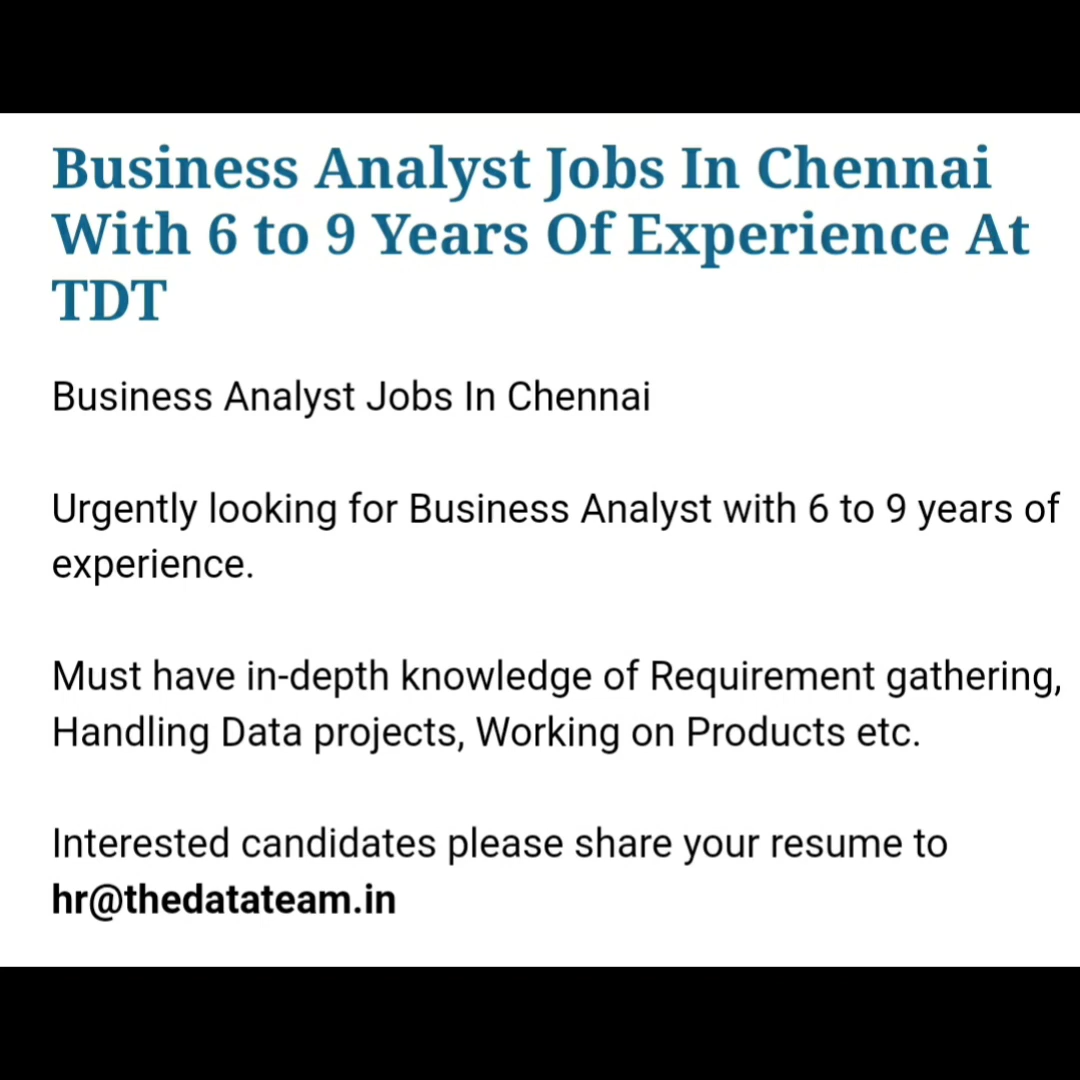 Business Analyst Jobs In Chennai
With 6 to 9 Years Of Experience At
TDT
Business Analyst Jobs In Chennai
Urgently looking for Business Analyst with 6 to 9 years of
experience.
Must have in-depth knowledge of Requirement gathering,
Handling Data projects, Working on Products etc.
Interested candidates please share your resume to
hr@thedatateam.in